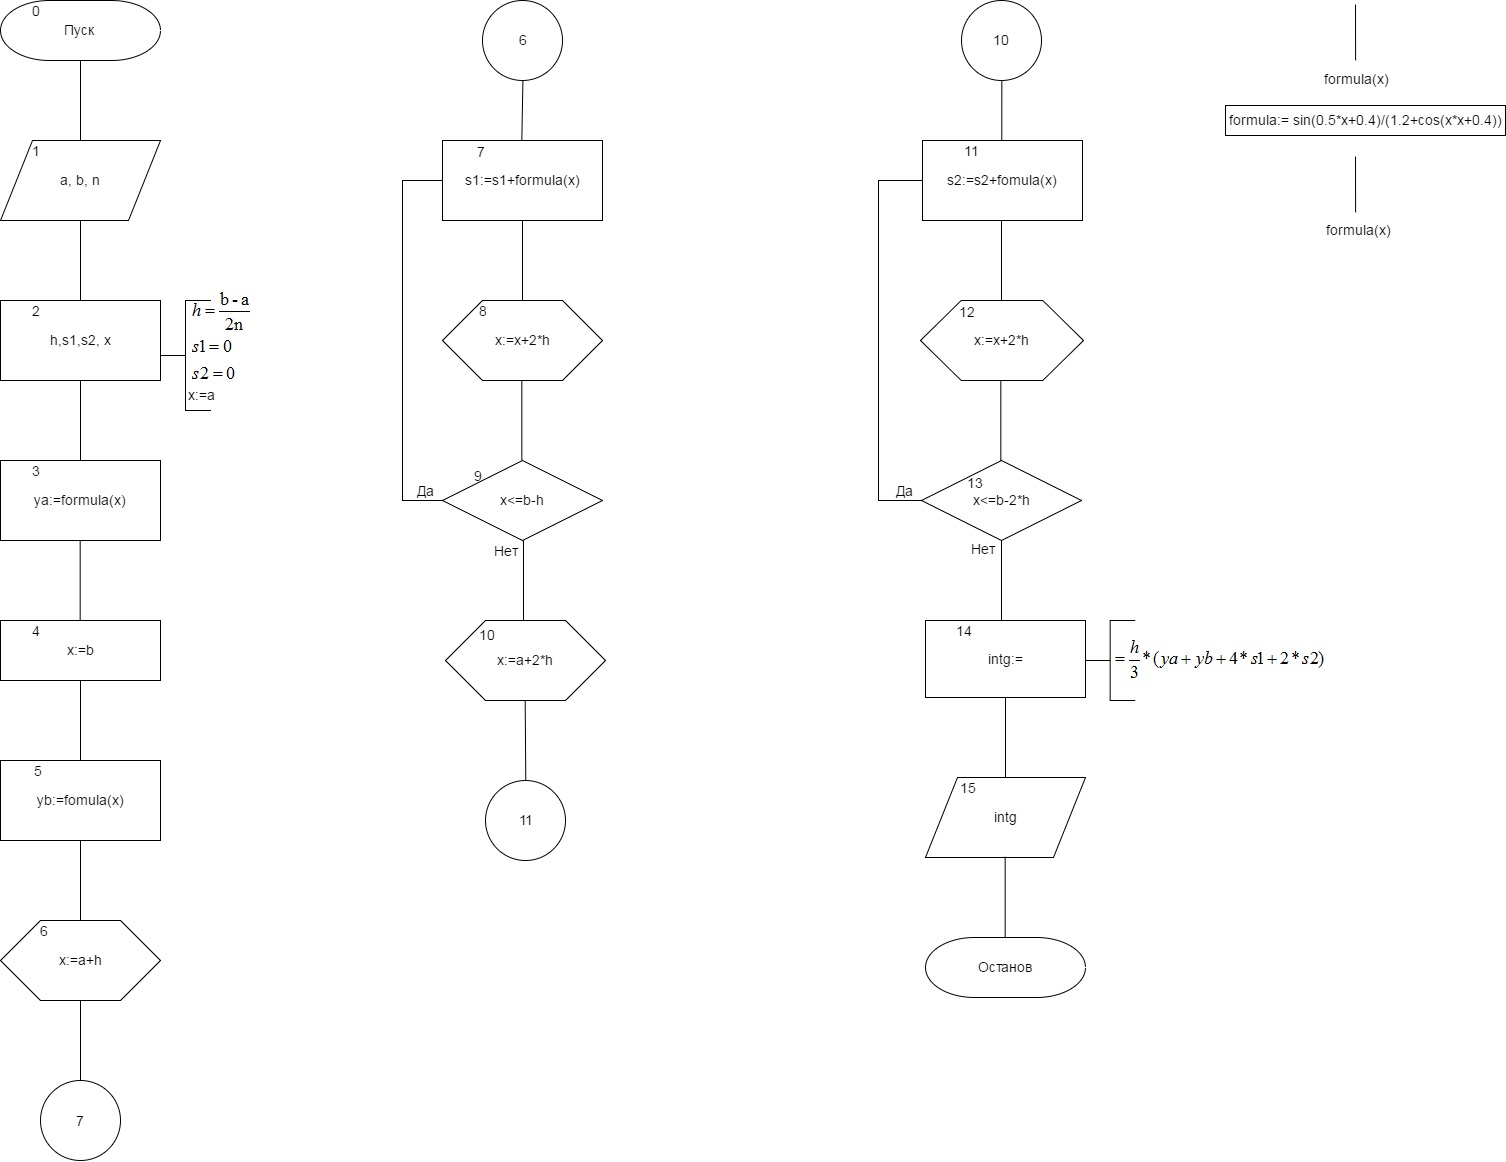 0
Пуск
1
a, b, n
2
h,s1,s2, x
h = b - a
2n
s1 = 0
s2 = 0
x:=a
3
ya:=formula(x)
4
x:=b
5
yb:=fomula(x)
6
x:=a+h
7
6
7
s1:=s1+formula(x)
8
x:=x+2*h
9
x<=b-h
Да
Нет
10
x:=a+2*h
11
10
11
s2:=s2+fomula(x)
12
x:=x+2*h
13
x<=b-2*h
Да
Нет
14
intg:=
= h
3 * (ya + yb + 4 * s1 + 2 * s2)
15
intg
Останов
formula(x)
formula:= sin(0.5*x+0.4)/(1.2+cos(x*x+0.4))
formula(x)